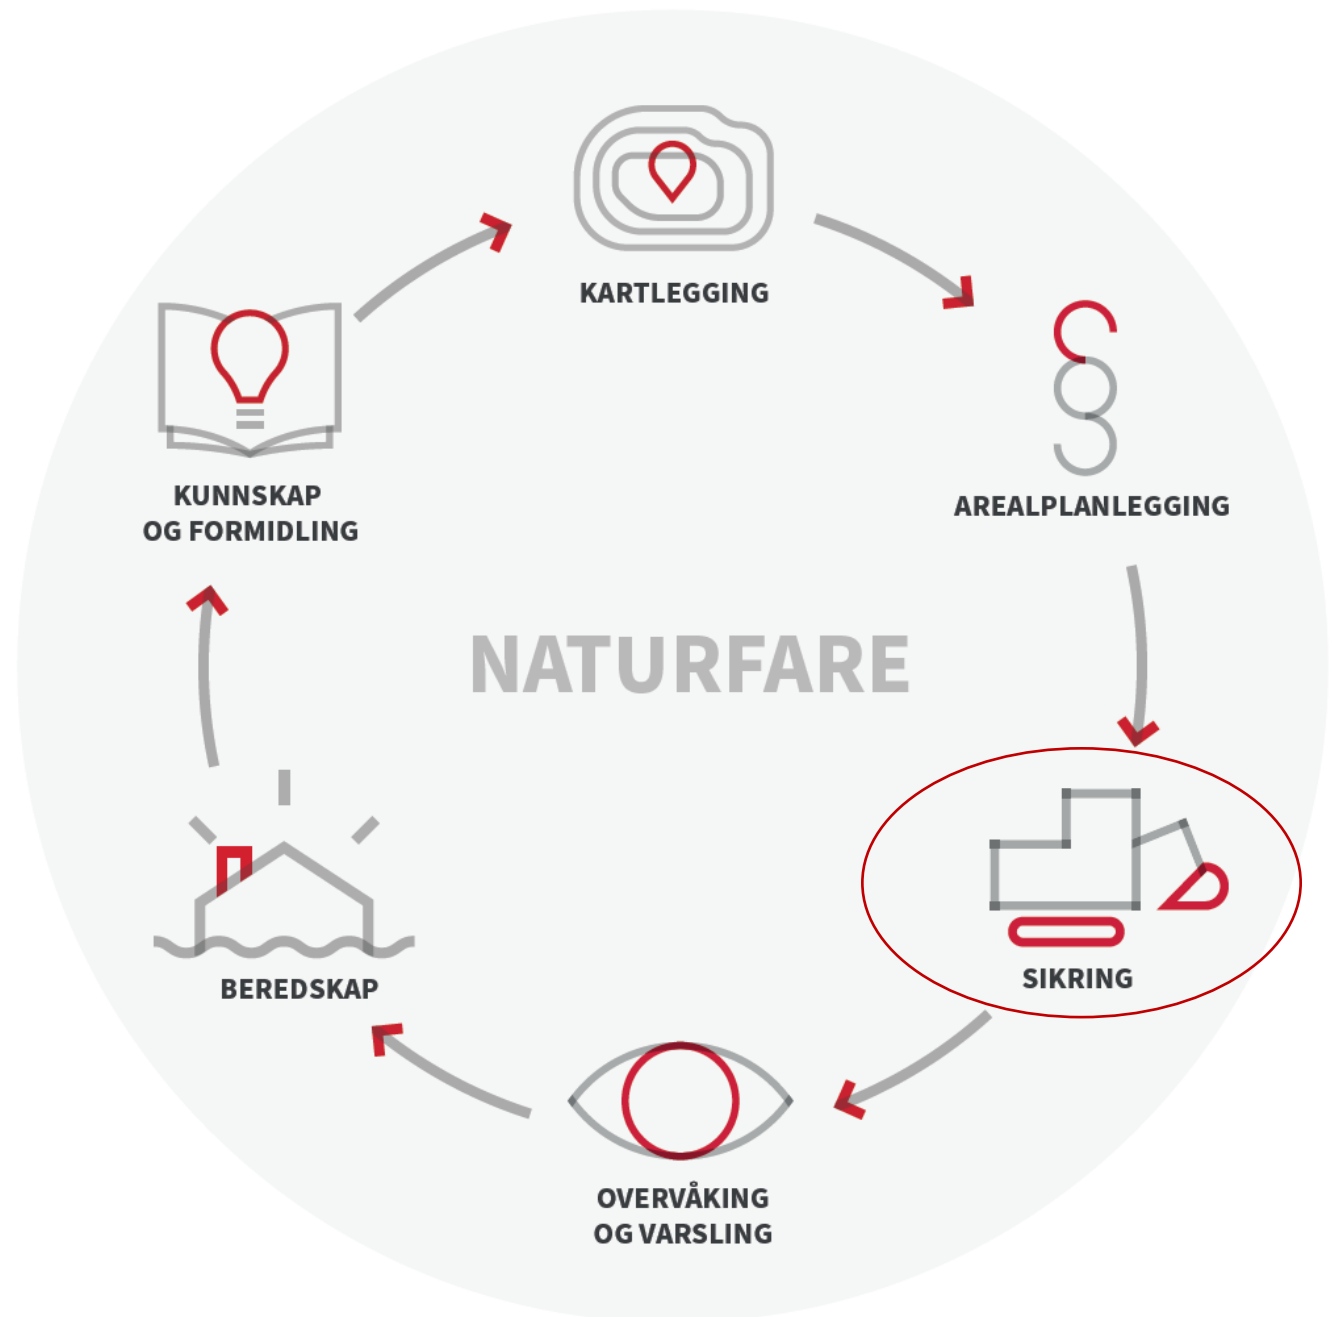 KARTLEGGING
AREALPLANLEGGING
SIKRING
OVERVÅKING
OG VARSLING
BEREDSKAP
KUNNSKAP
OG FORMIDLING
NATURFARE